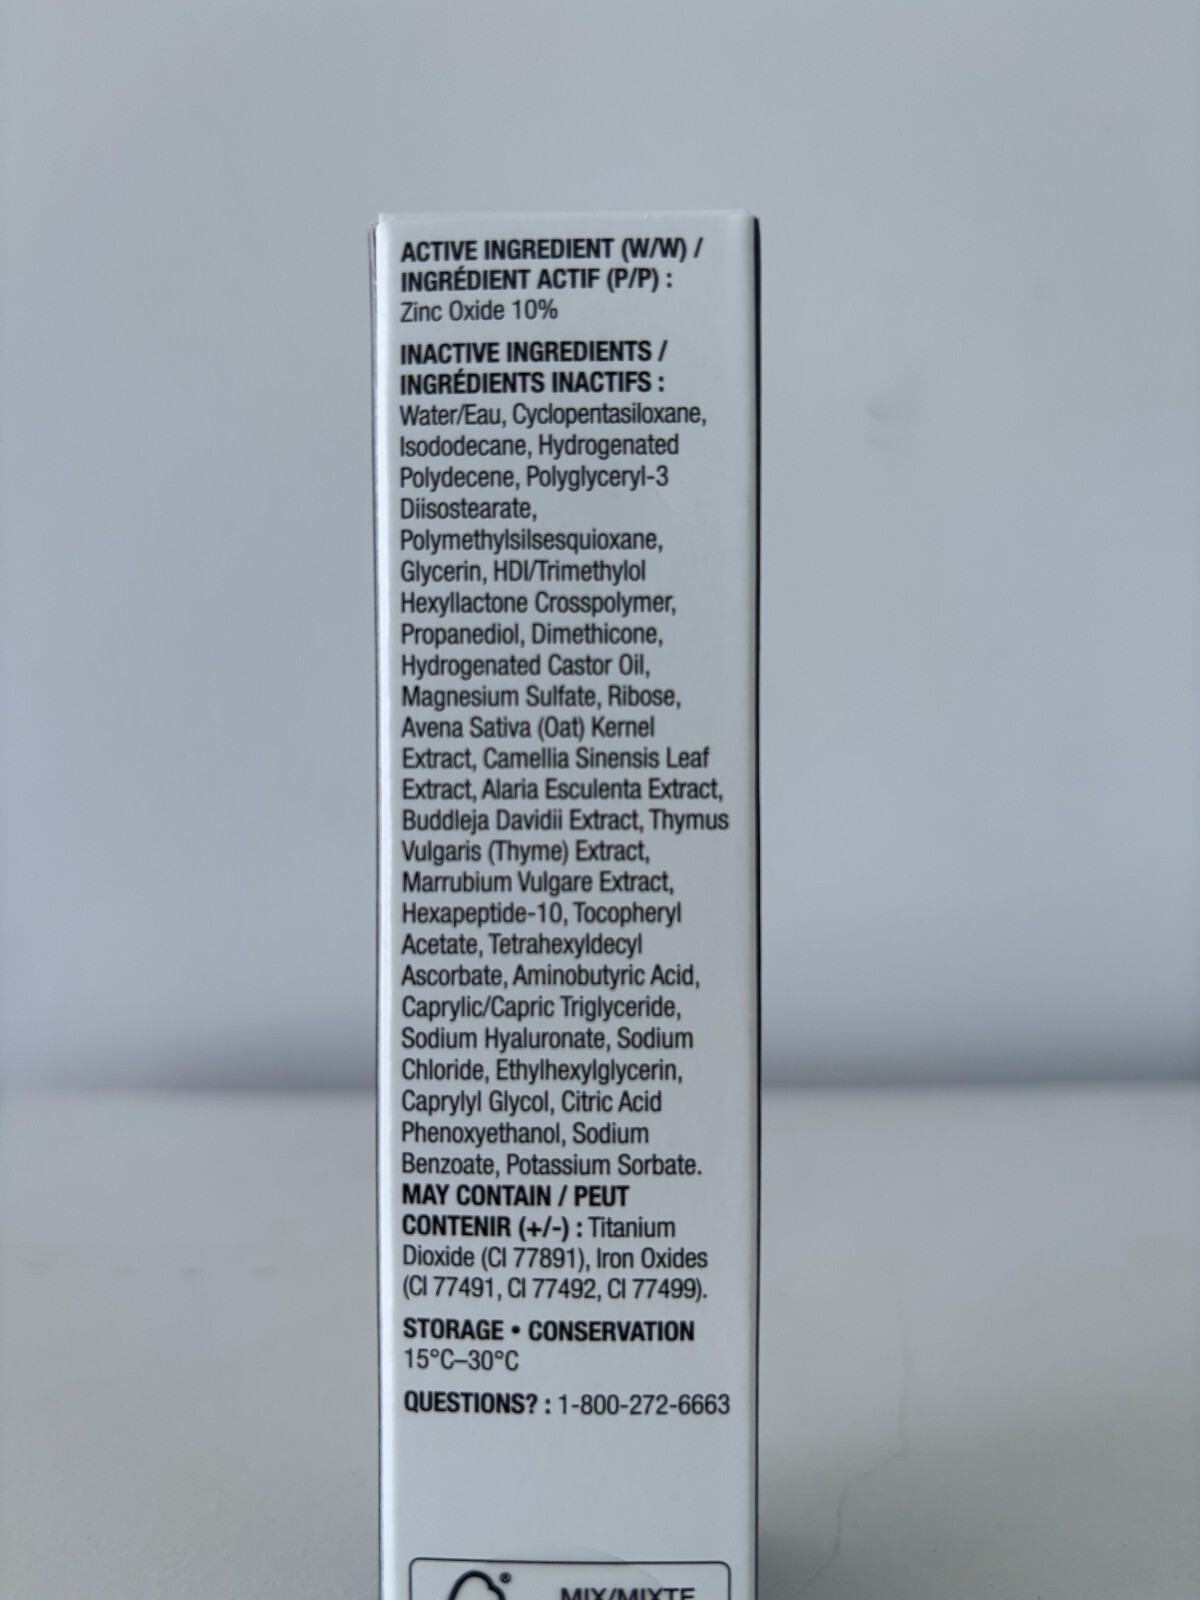 ACTIVE INGREDIENT (W/W) /
INGRÉDIENT ACTIF (P/P) :
Zinc Oxide 10%
INACTIVE INGREDIENTS /
INGRÉDIENTS INACTIFS :
Water/Eau, Cyclopentasiloxane,
Isododecane, Hydrogenated
Polydecene, Polyglyceryl-3
Diisostearate,
Polymethylsilsesquioxane,
Glycerin, HDI/Trimethylol
Hexyllactone Crosspolymer,
Propanediol, Dimethicone,
Hydrogenated Castor Oil,
Magnesium Sulfate, Ribose,
Avena Sativa (Oat) Kernel
Extract, Camellia Sinensis Leaf
Extract, Alaria Esculenta Extract,
Buddleja Davidii Extract, Thymus
Vulgaris (Thyme) Extract,
Marrubium Vulgare Extract,
Hexapeptide-10, Tocopheryl
Acetate, Tetrahexyldecyl
Ascorbate, Aminobutyric Acid,
Caprylic/Capric Triglyceride,
Sodium Hyaluronate, Sodium
Chloride, Ethylhexylglycerin,
Caprylyl Glycol, Citric Acid
Phenoxyethanol, Sodium
Benzoate, Potassium Sorbate.
MAY CONTAIN / PEUT
CONTENIR (+/-) : Titanium
Dioxide (CI 77891), Iron Oxides
(CI 77491, CI 77492, CI 77499).
STORAGE • CONSERVATION
15°C–30°C
QUESTIONS? : 1-800-272-6663
® MIX/MIXTE